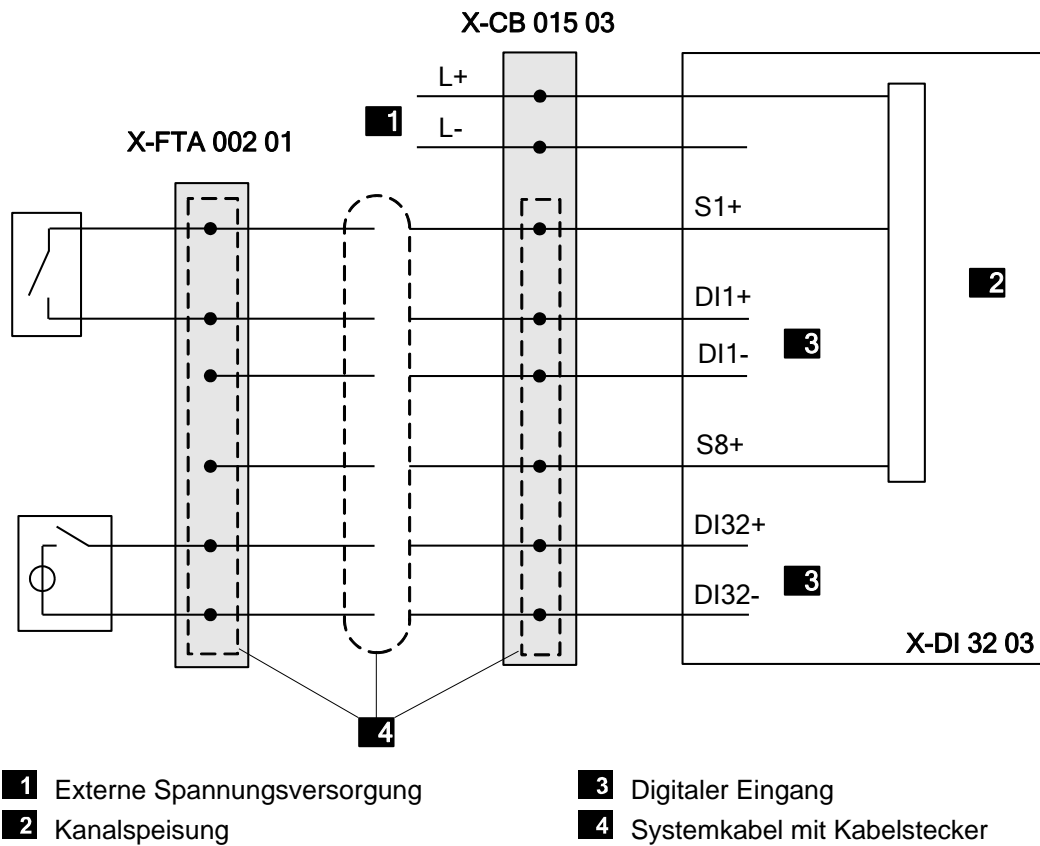 X-CB 015 03
L+
1
L-
X-FTA 002 01
S1+
2
DI1+
3
DI1-
S8+
DI32+
3
DI32-
X-DI 32 03
4
1 Externe Spannungsversorgung
2 Kanalspeisung
3 Digitaler Eingang
4 Systemkabel mit Kabelstecker